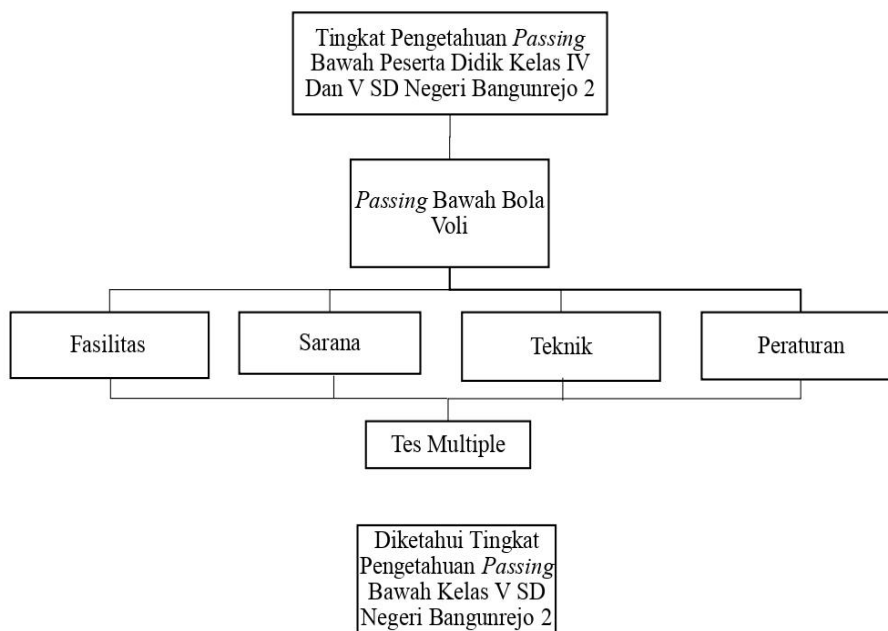 Tingkat Pengetahuan Passing
Bawah Peserta Didik Kelas IV
Dan V SD Negeri Bangunrejo 2
Passing Bawah Bola
Voli
Fasilitas
Sarana
Teknik
Peraturan
Tes Multiple
Diketahui Tingkat
Pengetahuan Passing
Bawah Kelas V SD
Negeri Bangunrejo 2